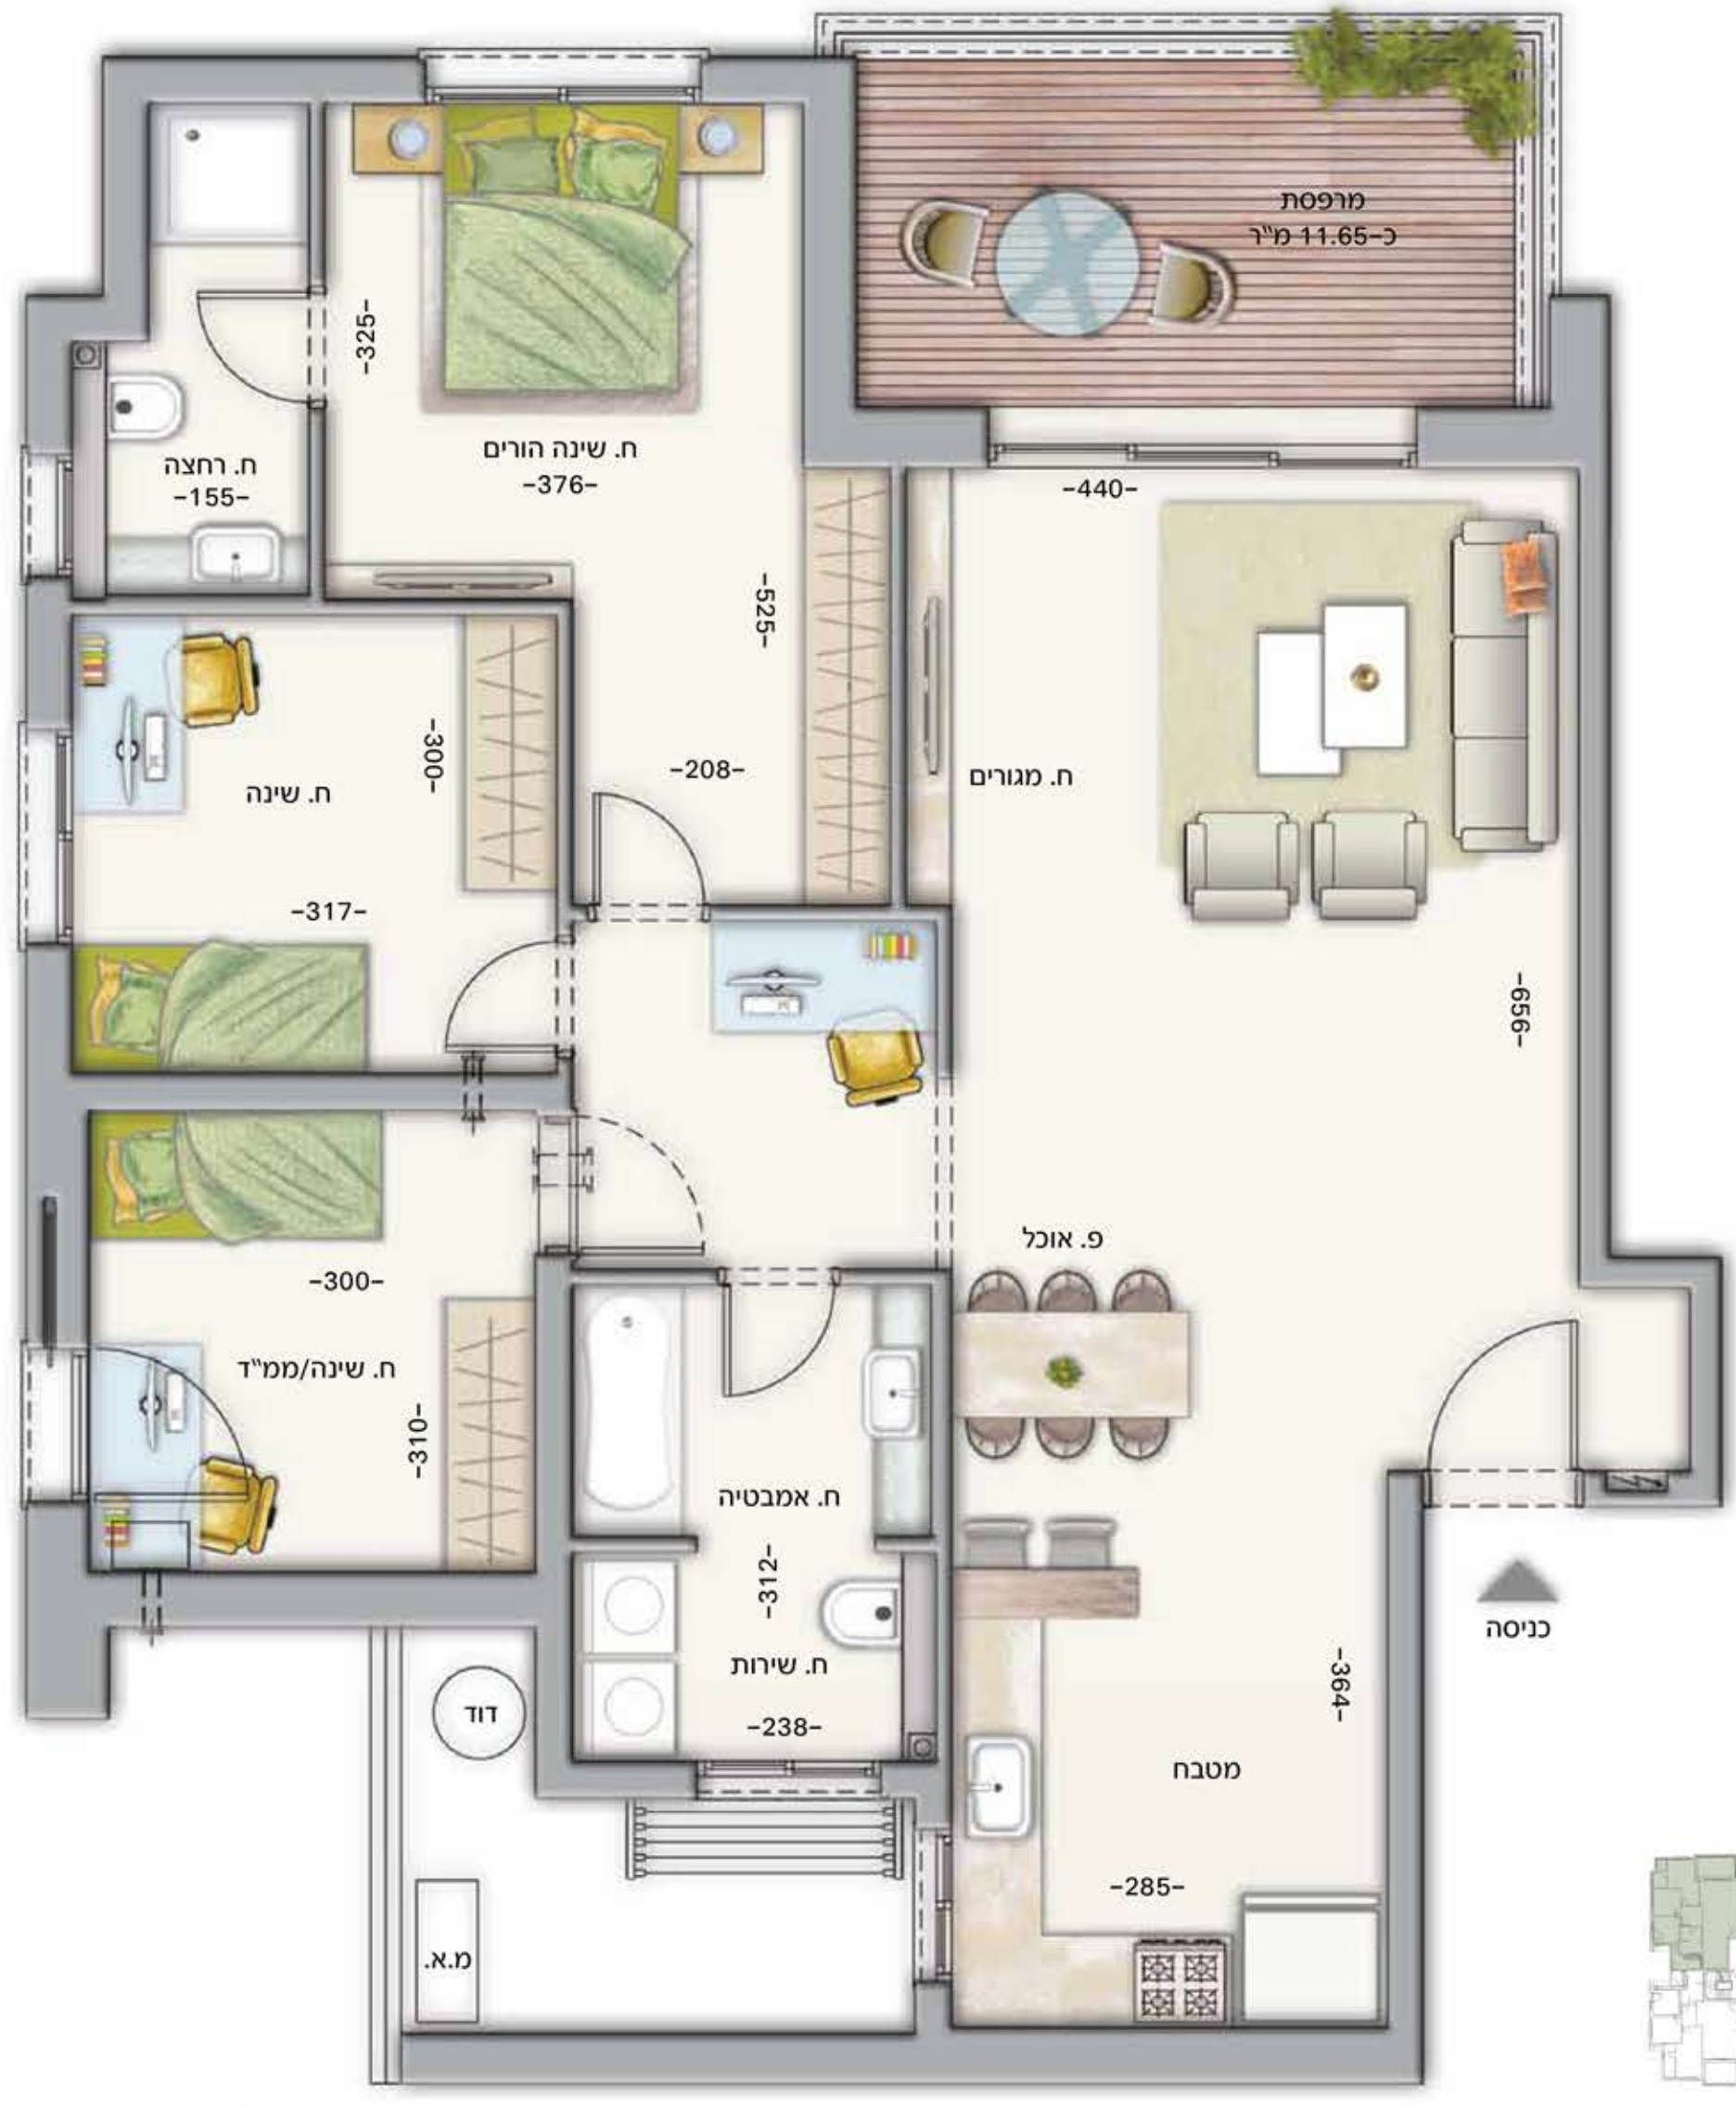 מרפסת
כ-11.65 מ"ר
-325-
ח. שינה הורים
-376-
ח. רחצה
-155-
-440-
-525-
-300-
-208-
ח. מגורים
ח. שינה
-317-
-656-
פ. אוכל
-300-
ח. שינה/ממ"ד
-310-
ח. אמבטיה
-312-
כניסה
ח. שירות
-364-
דוד
-238-
מטבח
-285-
מ.א.